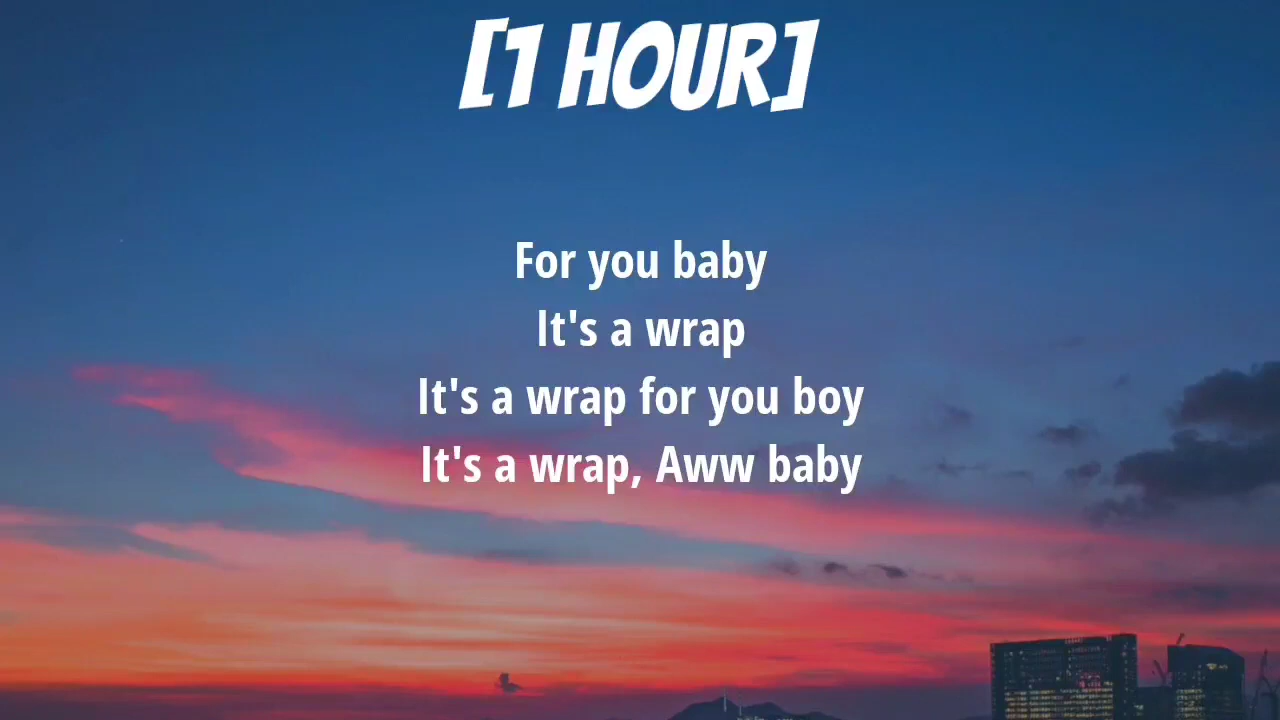 [1 HOUR]
For you baby
It's a wrap
It's a wrap for you boy
It's a wrap, Aww baby